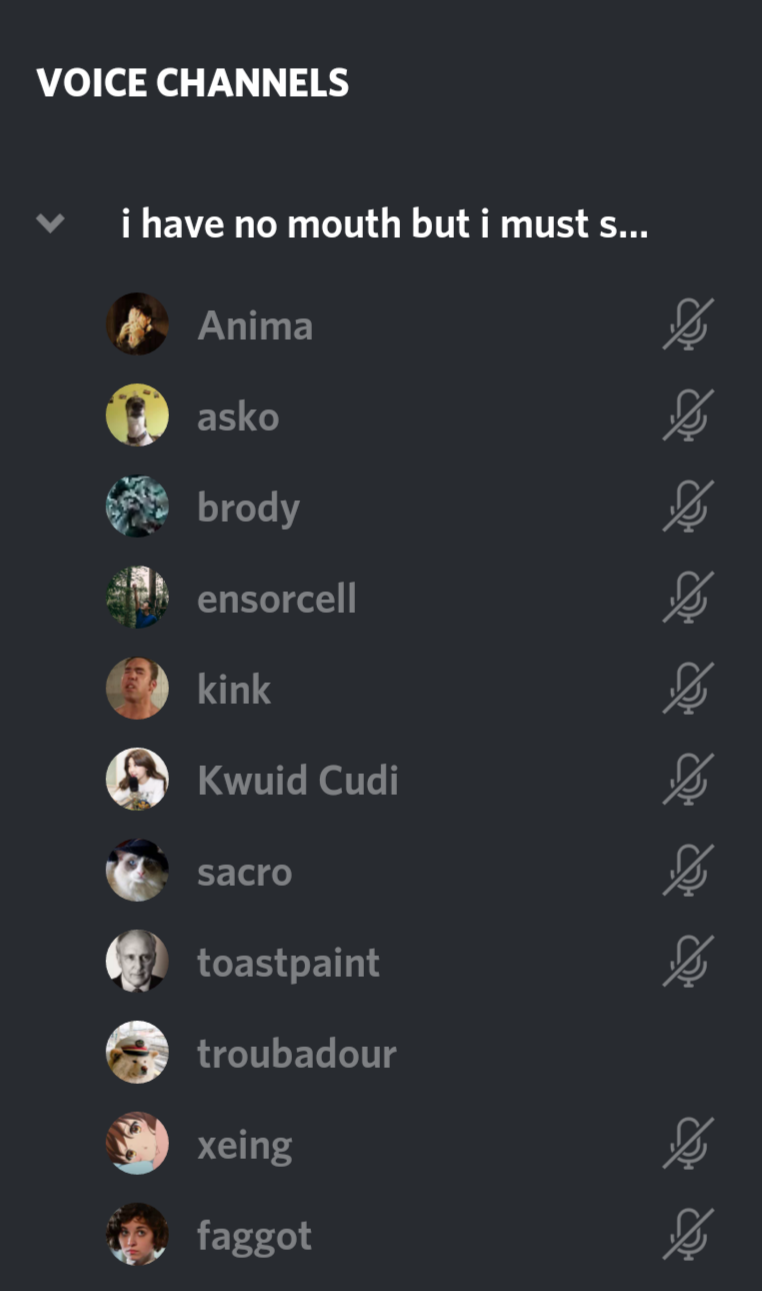 VOICE CHANNELS
i have no mouth but i must s...
Anima
asko
brody
ensorcell
kink
Kwuid Cudi
sacro
toastpaint
troubadour
xeing
faggot